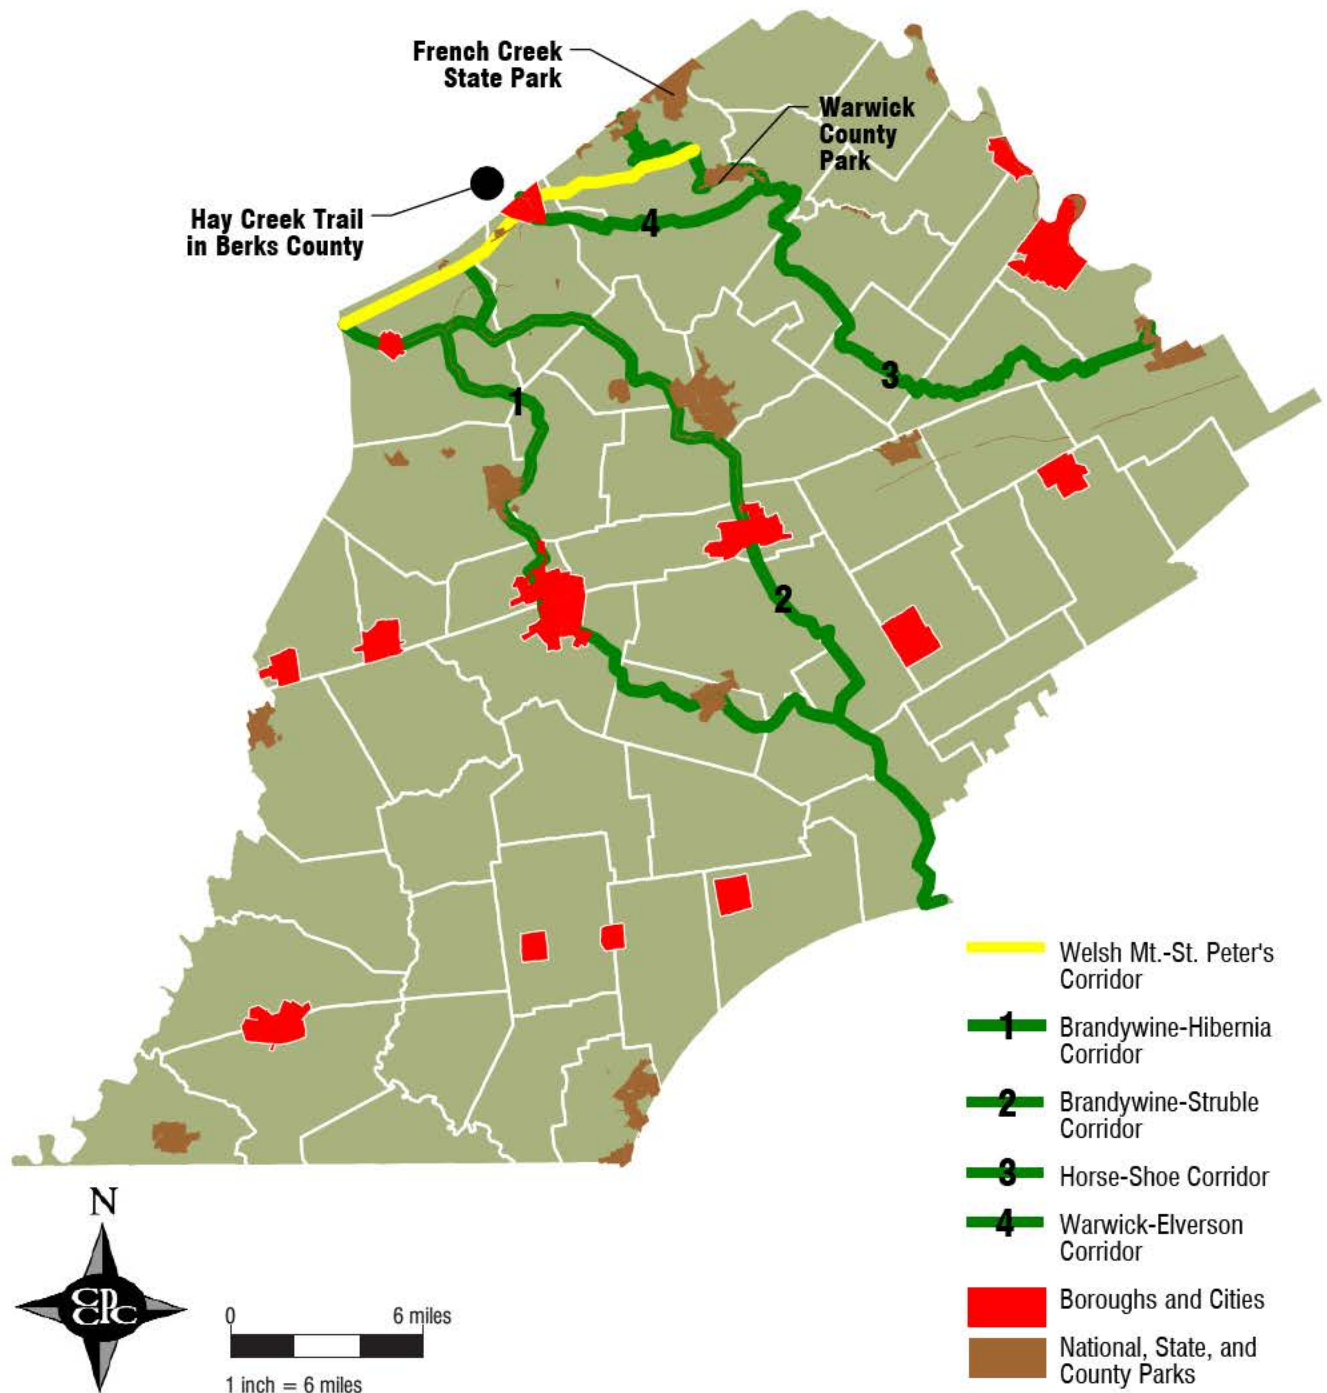 French Creek
State Park
Warwick
County
Park
Hay Creek Trail
in Berks County
4
3
1
2
Welsh Mt.-St. Peter's
Corridor
1
Brandywine-Hibernia
Corridor
2
Brandywine-Struble
Corridor
3
Horse-Shoe Corridor
4
Warwick-Elverson
Corridor
Boroughs and Cities
National, State, and
County Parks
N
CPC
CPC
0 6 miles
1 inch = 6 miles